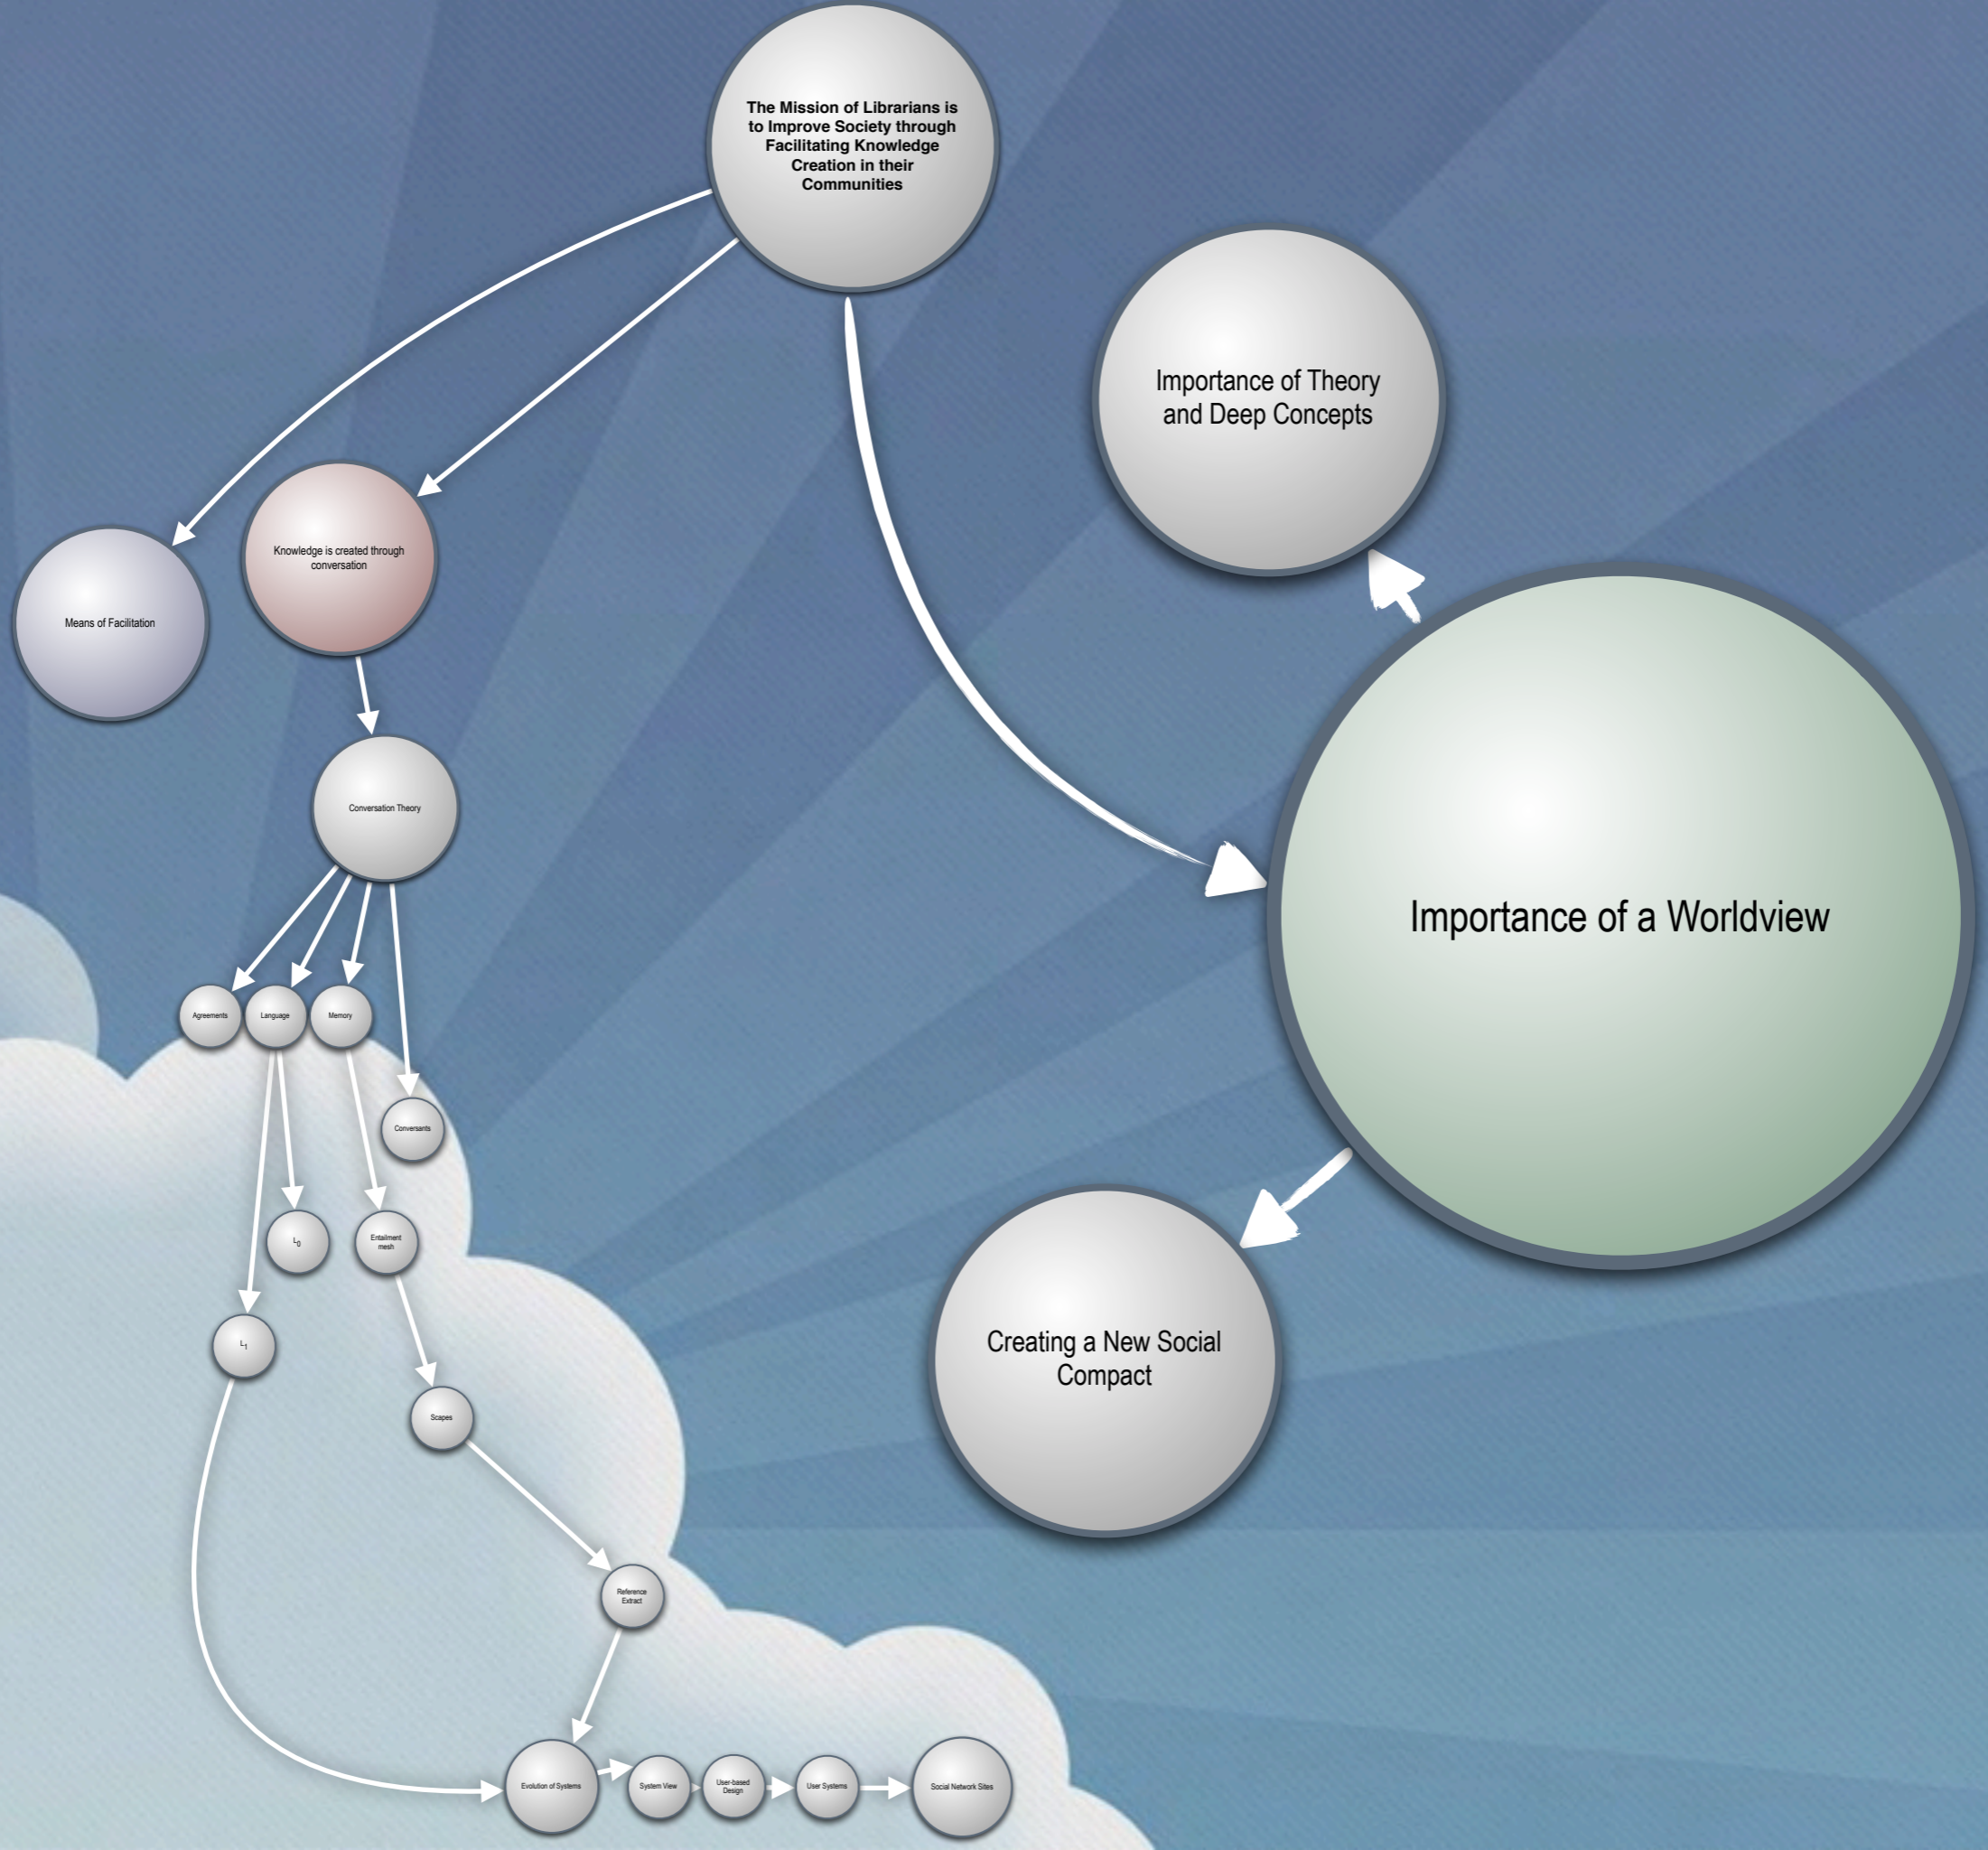 The Mission of Librarians is
to Improve Society through
Facilitating Knowledge
Creation in their
Communities
Importance of Theory
and Deep Concepts
Knowledge is created through
conversation
Means of Facilitation
Conversation Theory
Importance of a Worldview
Agreements
Language
Memory
Conversants
L0
Entailment
mesh
L1
Creating a New Social
Compact
Scapes
Reference
Extract
Evolution of Systems
System View
User-based
Design
User Systems
Social Network Sites